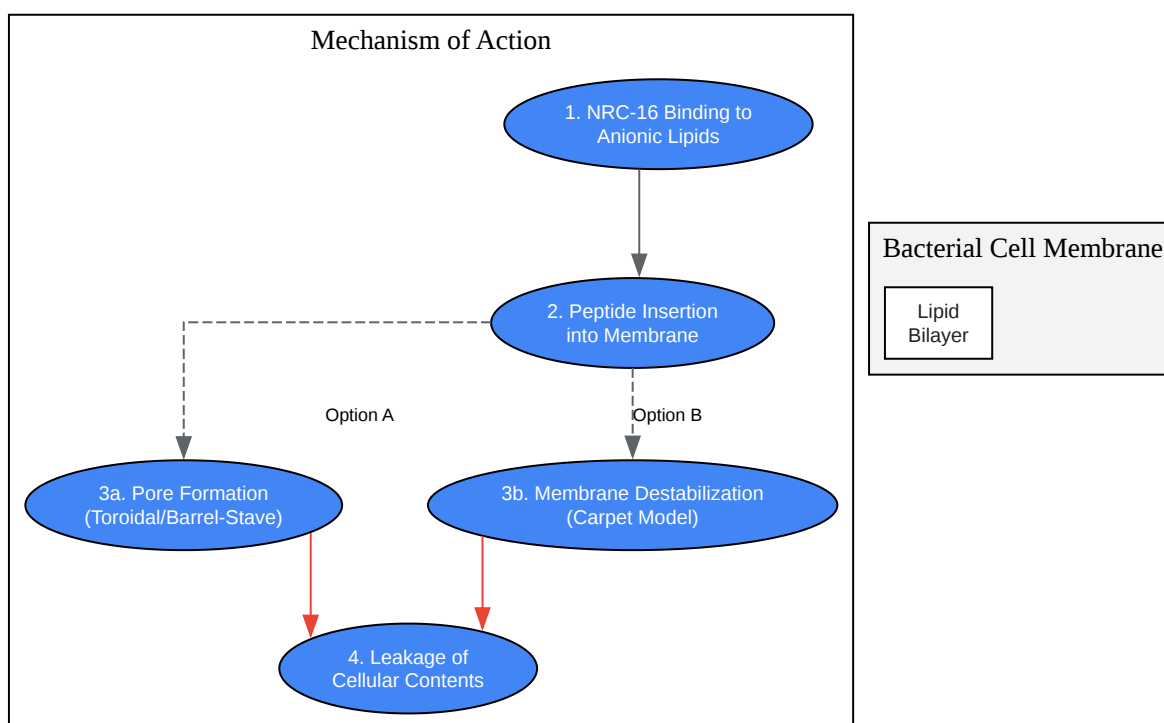 Mechanism of Action
1. NRC-16 Binding to
Anionic Lipids
Bacterial Cell Membrane
Lipid
Bilayer
2. Peptide Insertion
into Membrane
Option A
Option B
3a. Pore Formation
(Toroidal/Barrel-Stave)
3b. Membrane Destabilization
(Carpet Model)
4. Leakage of
Cellular Contents